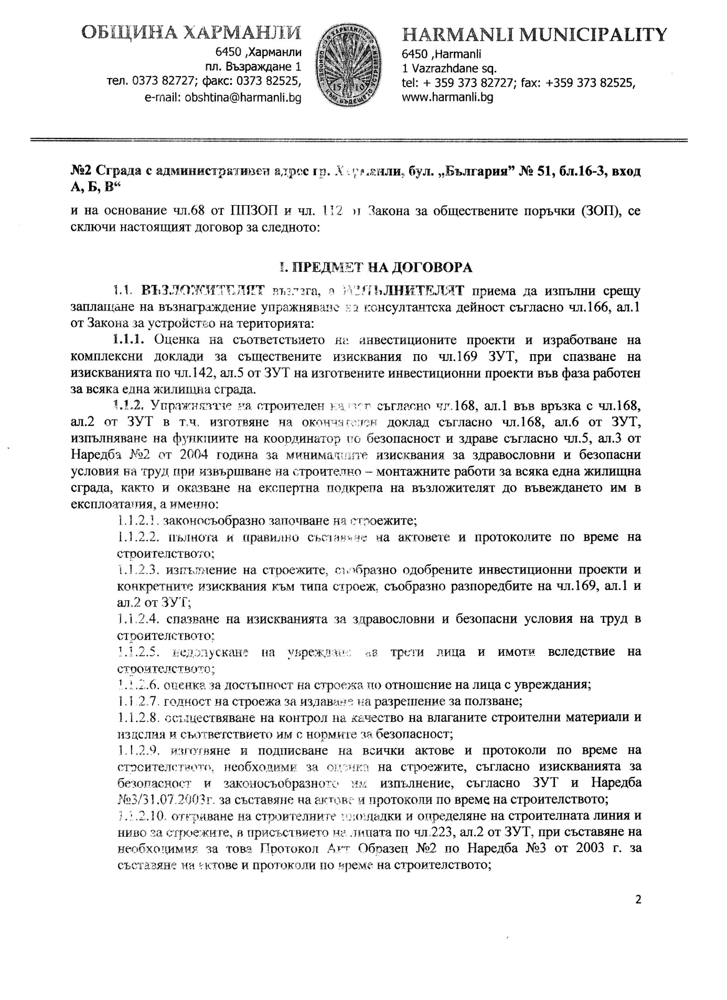 ОБЩИНА ХАРМАНЛИ
6450 ,Харманли
пл. Възраждане 1
тел. 0373 82727; факс: 0373 82525,
e-mail: obshtina@harmanli.bg
HARMANLI MUNICIPALITY
6450 ,Harmanli
1 Vazrazhdane sq.
tel: + 359 373 82727; fax: +359 373 82525,
www.harmanli.bg
№2 Сграда с административен адрес гр. Харманли, бул. „България” № 51, бл.16-3, вход
А, Б, В“
и на основание чл.68 от ППЗОП и чл. 112 от Закона за обществените поръчки (ЗОП), се
сключи настоящият договор за следното:
I. ПРЕДМЕТ НА ДОГОВОРА
1.1. ВЪЗЛОЖИТЕЛЯТ възлага, а ИЗПЪЛНИТЕЛЯТ приема да изпълни срещу
заплащане на възнаграждение упражняване на консултантска дейност съгласно чл.166, ал.1
от Закона за устройство на територията:
1.1.1. Оценка на съответствието на инвестиционите проекти и изработване на
комплексни доклади за съществените изисквания по чл.169 ЗУТ, при спазване на
изискванията по чл.142, ал.5 от ЗУТ на изготвените инвестиционни проекти във фаза работен
за всяка една жилищна сграда.
1.1.2. Упражняване на строителен надзор съгласно чл.168, ал.1 във връзка с чл.168,
ал.2 от ЗУТ в т.ч. изготвяне на окончателен доклад съгласно чл.168, ал.6 от ЗУТ,
изпълняване на функциите на координатор по безопасност и здраве съгласно чл.5, ал.3 от
Наредба №2 от 2004 година за минималните изисквания за здравословни и безопасни
условия на труд при извършване на строително – монтажните работи за всяка една жилищна
сграда, както и оказване на експертна подкрепа на възложителят до въвеждането им в
експлоатация, а именно:
1.1.2.1. законосъобразно започване на строежите;
1.1.2.2. пълнота и правилно съставяне на актовете и протоколите по време на
строителството;
1.1.2.3. изпълнение на строежите, съобразно одобрените инвестиционни проекти и
конкретните изисквания към типа строеж, съобразно разпоредбите на чл.169, ал.1 и
ал.2 от ЗУТ;
1.1.2.4. спазване на изискванията за здравословни и безопасни условия на труд в
строителството;
1.1.2.5. недопускане на увреждане на трети лица и имоти вследствие на
строителството;
1.1.2.6. оценка за достъпност на строежа по отношение на лица с увреждания;
1.1.2.7. годност на строежа за издаване на разрешение за ползване;
1.1.2.8. осъществяване на контрол на качество на влаганите строителни материали и
изделия и съответствието им с нормите за безопасност;
1.1.2.9. изготвяне и подписване на всички актове и протоколи по време на
строителството, необходими за оценка на строежите, съгласно изискванията за
безопасност и законосъобразното им изпълнение, съгласно ЗУТ и Наредба
№3/31.07.2003г. за съставяне на актове и протоколи по време на строителството;
1.1.2.10. откриване на строителните площадки и определяне на строителната линия и
ниво за строежите, в присъствието на лицата по чл.223, ал.2 от ЗУТ, при съставяне на
необходимия за това Протокол Акт Образец №2 по Наредба №3 от 2003 г. за
съставяне на актове и протоколи по време на строителството;
2